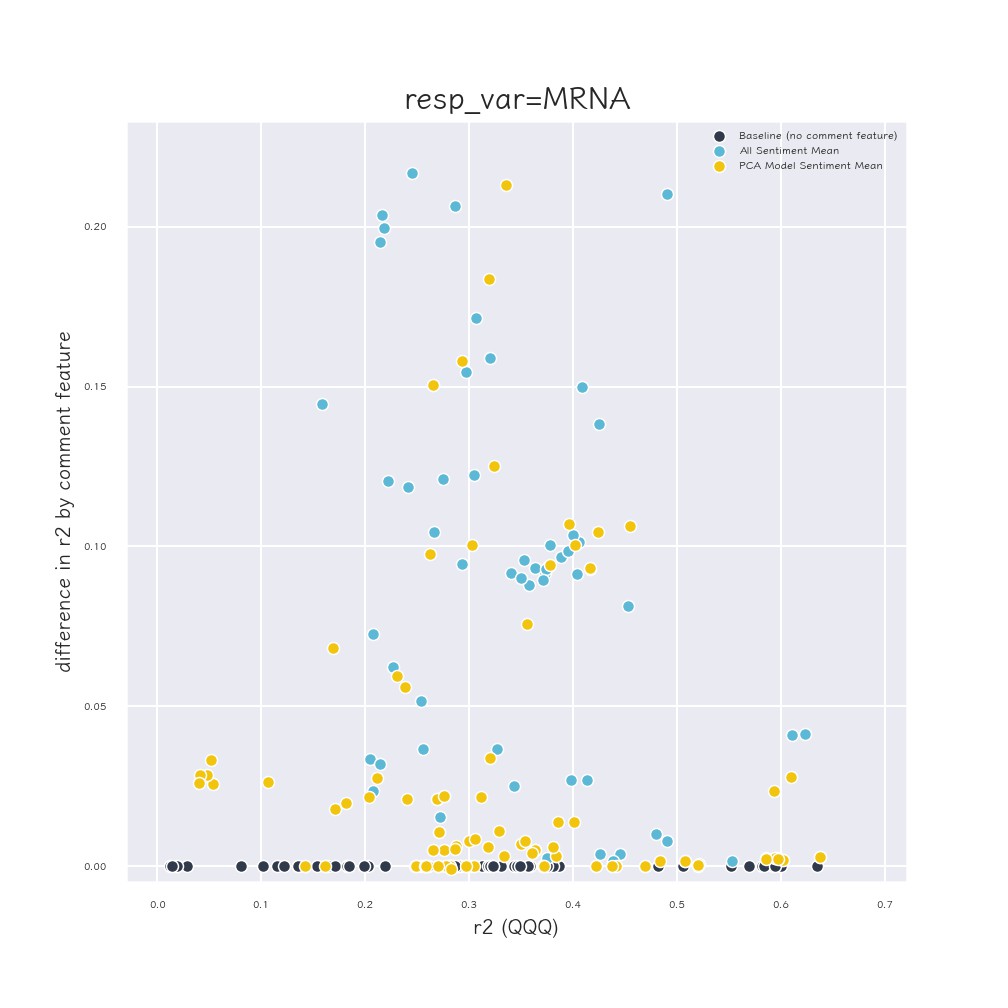 resp_var=MRNA
Baseline (no comment feature)
All Sentiment Mean
PCA Model Sentiment Mean
difference in r2 by comment feature
0.20
0.15
0.10
0.05
0.00
0.0 0.1 0.2 0.3 0.4 0.5 0.6 0.7
r2 (QQQ)